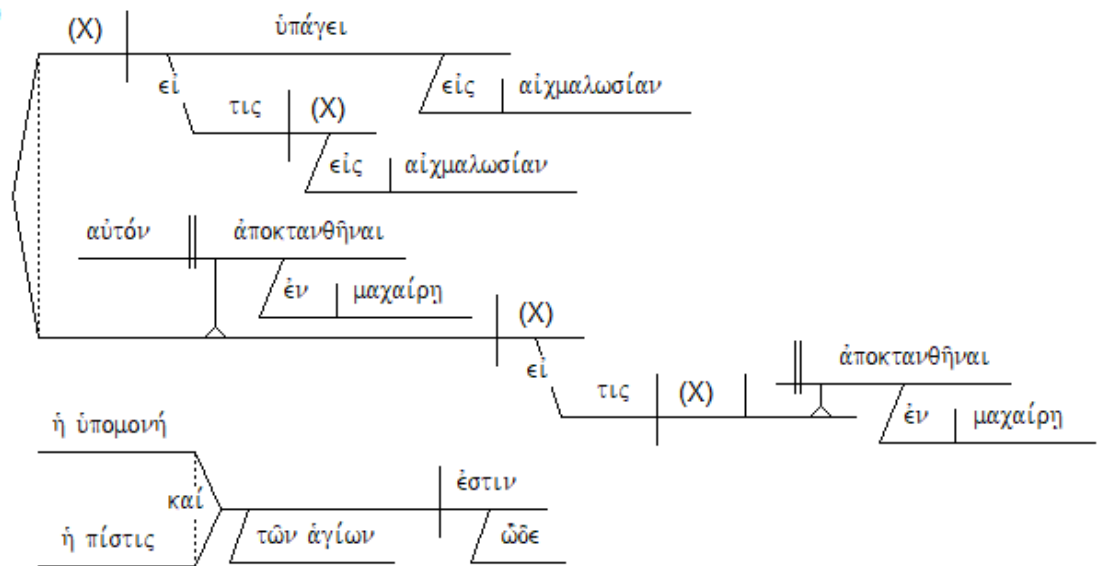 (X) ὑπάγει
εἰ εἰς αἰχμαλωσίαν
τις (X)
εἰς αἰχμαλωσίαν
αὐτόν ἀποκτανθῆναι
ἐν μαχαίρῃ (X)
εἰ ἀποκτανθῆναι
τις (X) ἐν μαχαίρῃ
ἡ ὑπομονή
καί ἐστιν
ἡ πίστις τῶν ἁγίων ὧδε